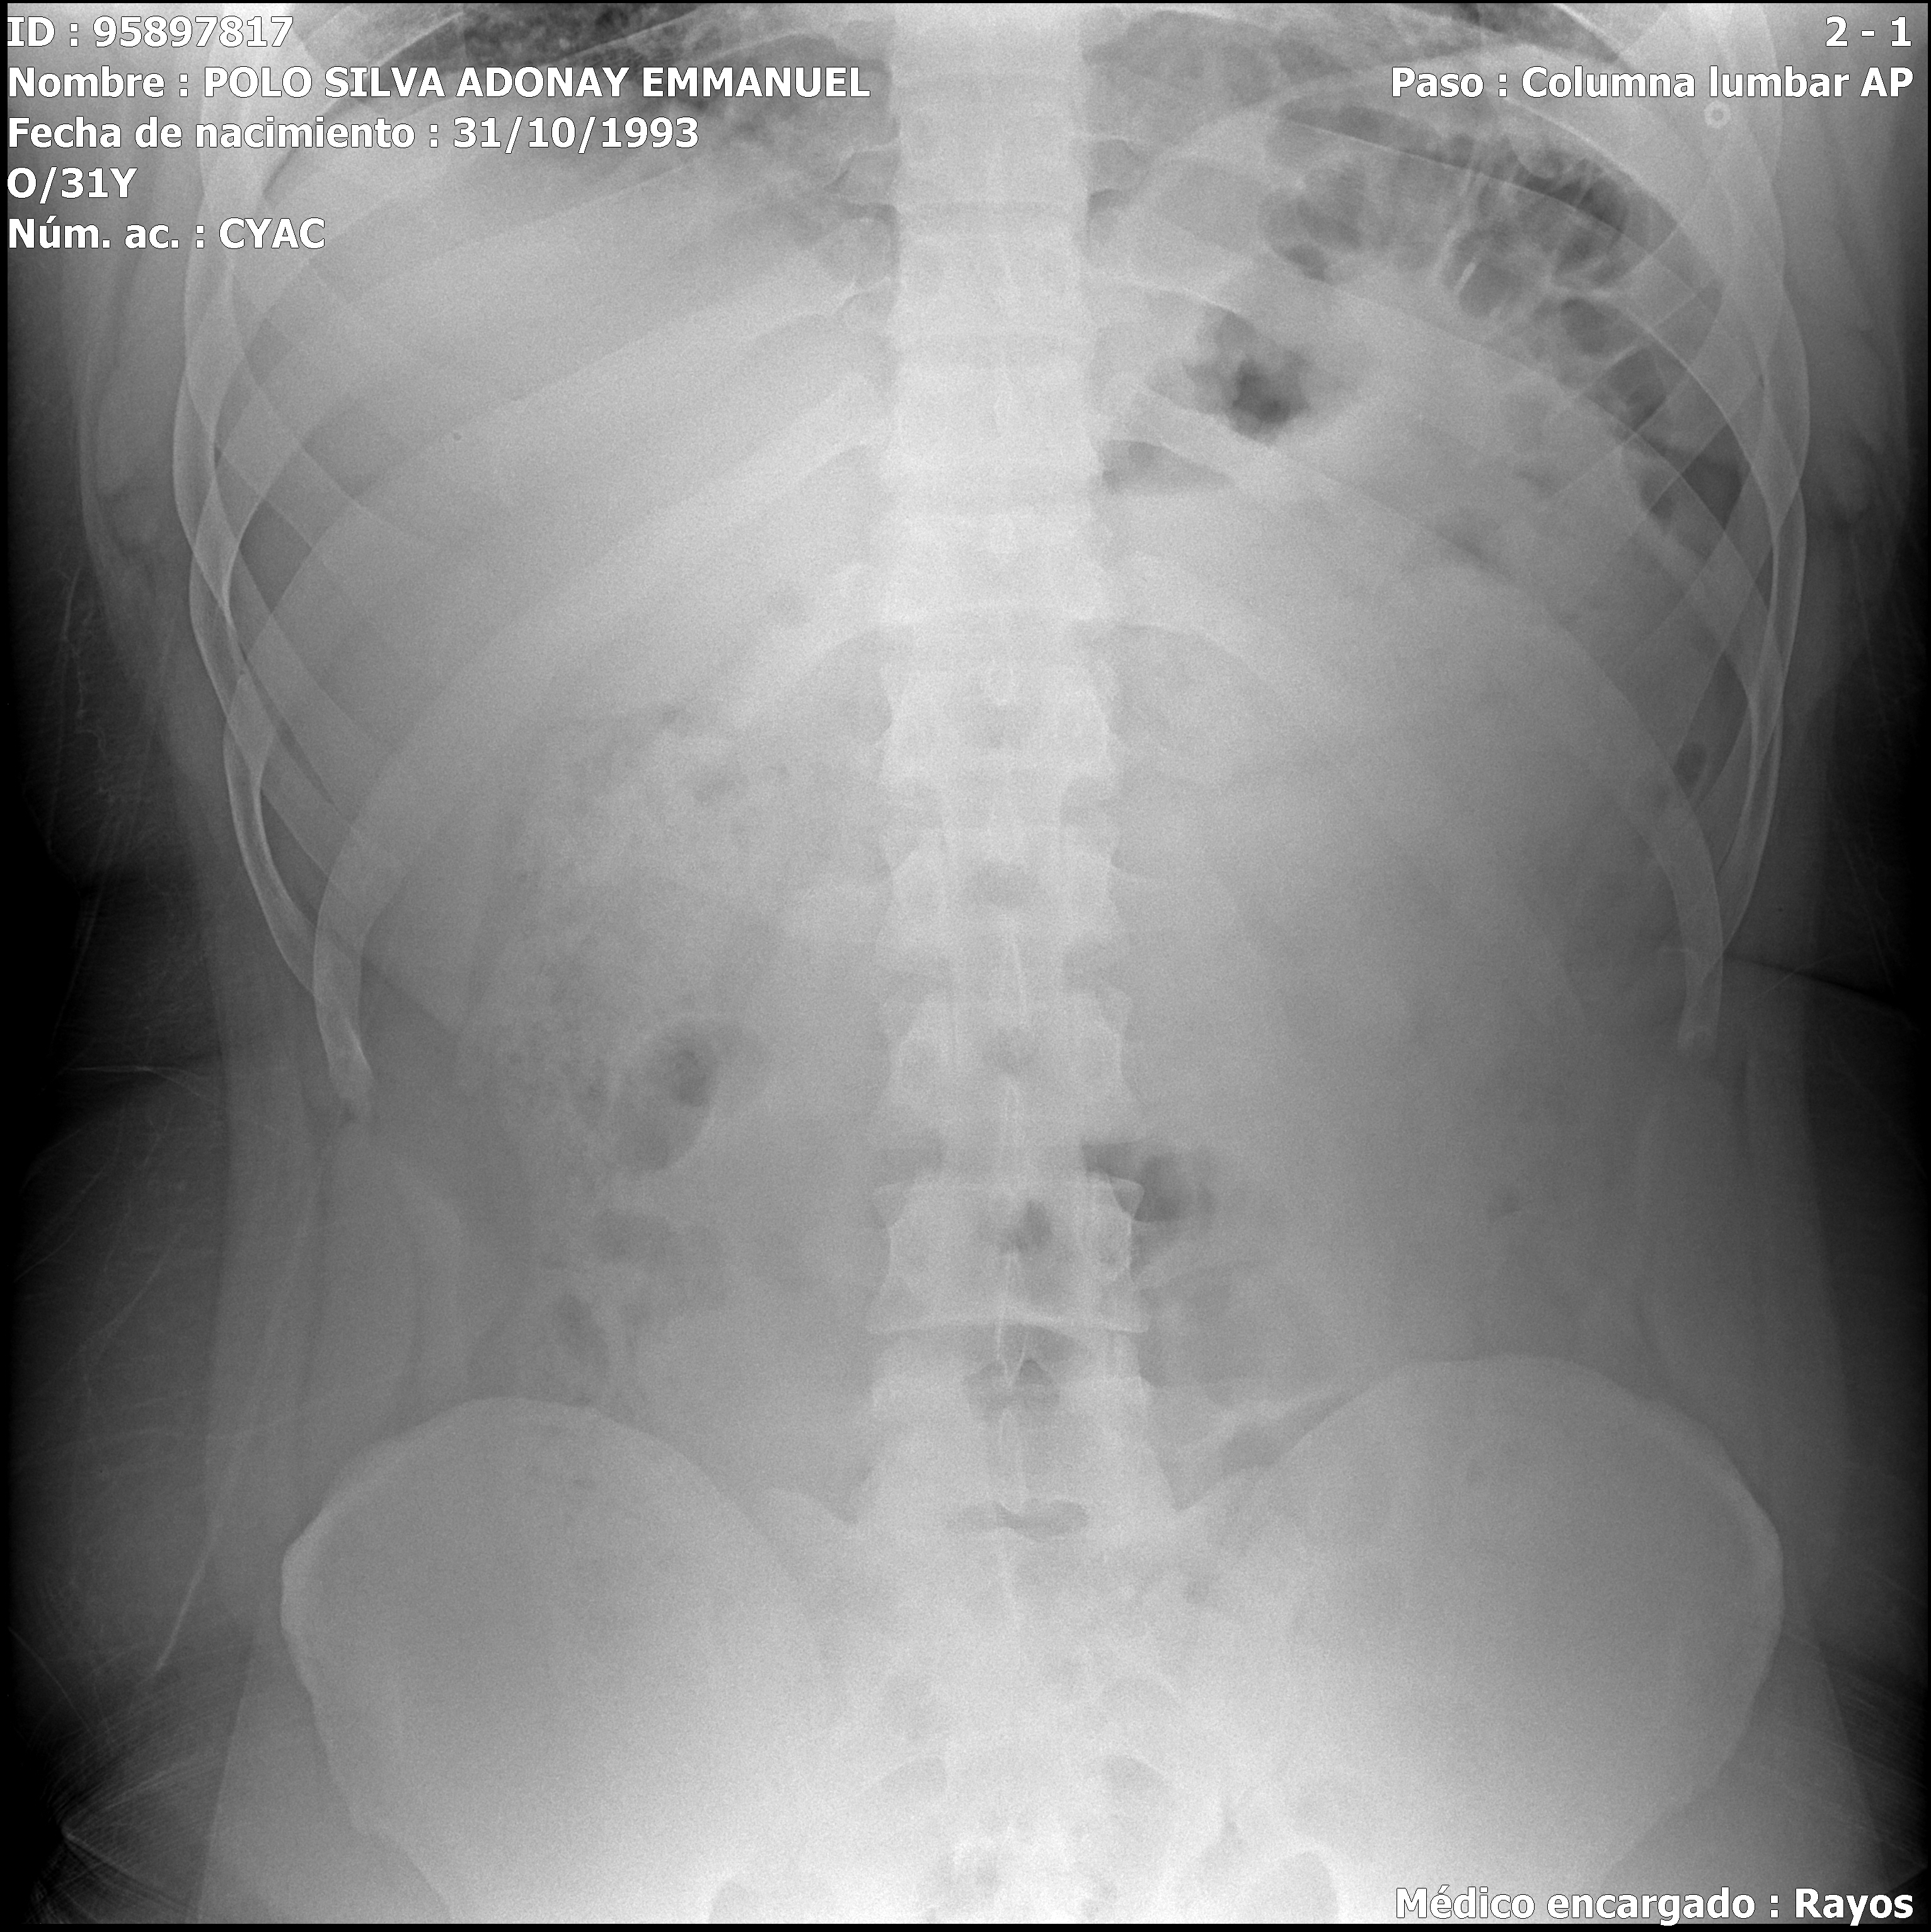 ID : 95897817
Nombre : POLO SILVA ADONAY EMMANUEL
Fecha de nacimiento : 31/10/1993
O/31Y
Núm. ac. : CYAC
2 - 1
Paso : Columna lumbar AP
Médico encargado : Rayos